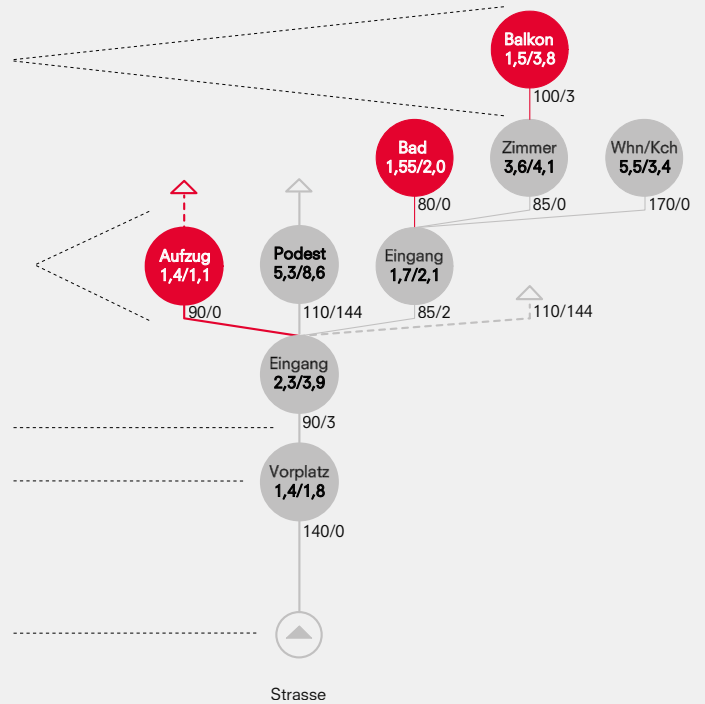 Balkon
1,5/3,8
100/3
Bad
1,55/2,0
Zimmer
3,6/4,1
Whn/Kch
5,5/3,4
80/0
85/0
170/0
Aufzug
1,4/1,1
Podest
5,3/8,6
Eingang
1,7/2,1
90/0
110/144
85/2
110/144
Eingang
2,3/3,9
90/3
Vorplatz
1,4/1,8
140/0
Strasse